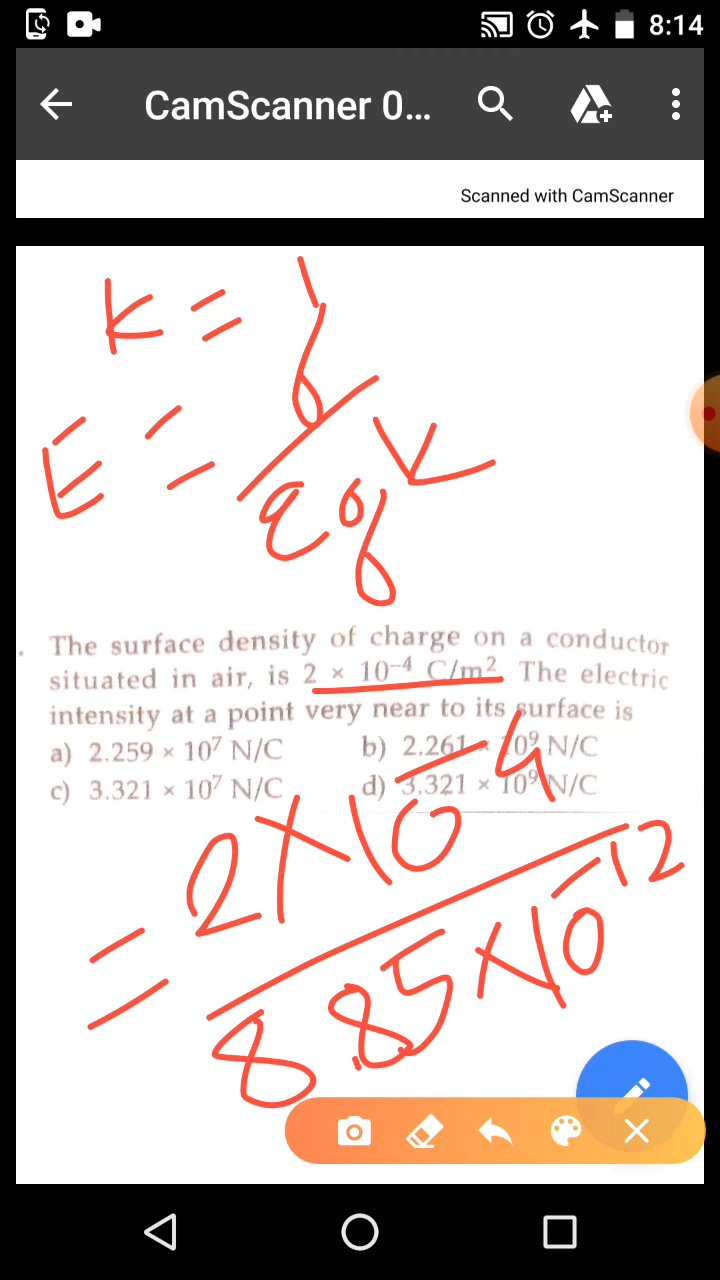 8:14
CamScanner 0...
Scanned with CamScanner
K = 1
E = σ / ε0 K
. The surface density of charge on a conductor
situated in air, is 2 × 10⁻⁴ C/m². The electric
intensity at a point very near to its surface is
a) 2.259 × 10⁷ N/C b) 2.261 × 10⁹ N/C
c) 3.321 × 10⁷ N/C d) 3.321 × 10⁹ N/C
= 2 × 10⁻⁴ / 8.85 × 10⁻¹²